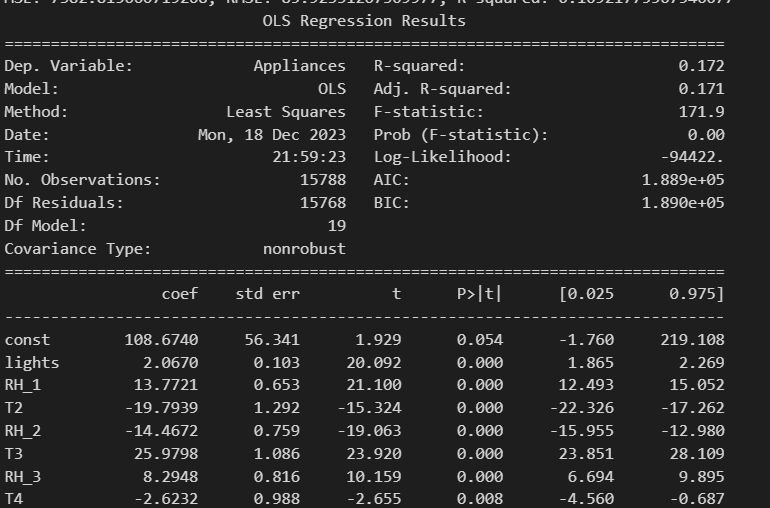 OLS Regression Results
==============================================================================
Dep. Variable: Appliances R-squared: 0.172
Model: OLS Adj. R-squared: 0.171
Method: Least Squares F-statistic: 171.9
Date: Mon, 18 Dec 2023 Prob (F-statistic): 0.00
Time: 21:59:23 Log-Likelihood: -94422.
No. Observations: 15788 AIC: 1.889e+05
Df Residuals: 15768 BIC: 1.890e+05
Df Model: 19
Covariance Type: nonrobust
==============================================================================
coef std err t P>|t| [0.025 0.975]
------------------------------------------------------------------------------
const 108.6740 56.341 1.929 0.054 -1.760 219.108
lights 2.0670 0.103 20.092 0.000 1.865 2.269
RH_1 13.7721 0.653 21.100 0.000 12.493 15.052
T2 -19.7939 1.292 -15.324 0.000 -22.326 -17.262
RH_2 -14.4672 0.759 -19.063 0.000 -15.955 -12.980
T3 25.9798 1.086 23.920 0.000 23.851 28.109
RH_3 8.2948 0.816 10.159 0.000 6.694 9.895
T4 -2.6232 0.988 -2.655 0.008 -4.560 -0.687